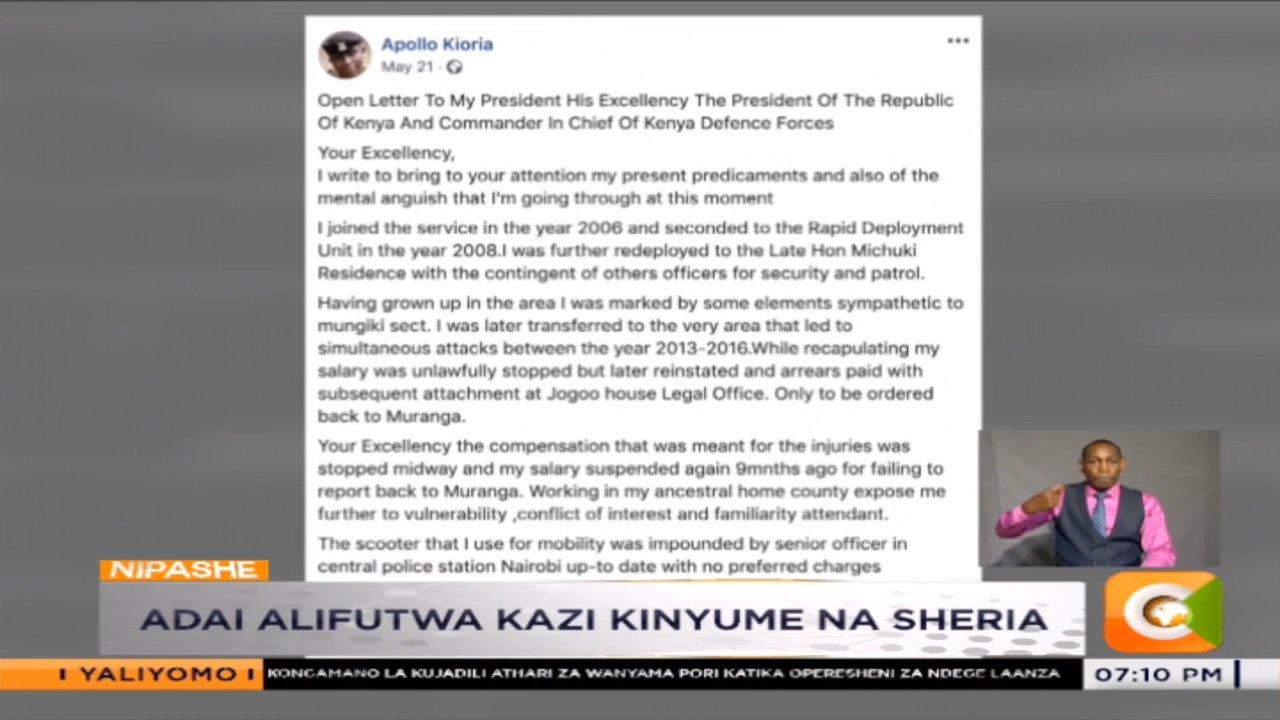 Apollo Kioria
May 21
Open Letter To My President His Excellency The President Of The Republic
Of Kenya And Commander In Chief Of Kenya Defence Forces
Your Excellency,
I write to bring to your attention my present predicaments and also of the
mental anguish that I'm going through at this moment
I joined the service in the year 2006 and seconded to the Rapid Deployment
Unit in the year 2008.I was further redeployed to the Late Hon Michuki
Residence with the contingent of others officers for security and patrol.
Having grown up in the area I was marked by some elements sympathetic to
mungiki sect. I was later transferred to the very area that led to
simultaneous attacks between the year 2013-2016.While recapulating my
salary was unlawfully stopped but later reinstated and arrears paid with
subsequent attachment at Jogoo house Legal Office. Only to be ordered
back to Muranga.
Your Excellency the compensation that was meant for the injuries was
stopped midway and my salary suspended again 9mnths ago for failing to
report back to Muranga. Working in my ancestral home county expose me
further to vulnerability ,conflict of interest and familiarity attendant.
The scooter that I use for mobility was impounded by senior officer in
central police station Nairobi up-to date with no preferred charges
NIPASHE
ADAI ALIFUTWA KAZI KINYUME NA SHERIA
YALIYOMO
KONGAMANO LA KUJADILI ATHARI ZA WANYAMA PORI KATIKA OPERESHENI ZA NDEGE LAANZA
07:10 PM